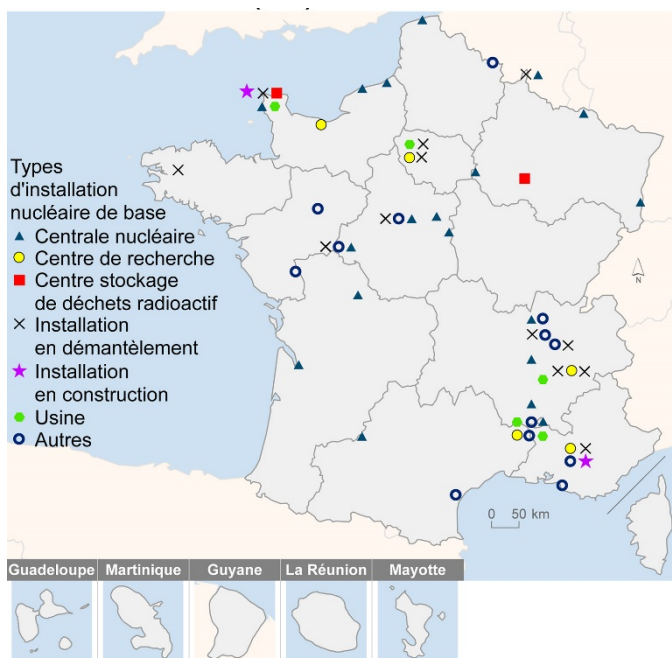 Types
d'installation
nucléaire de base
Centrale nucléaire
Centre de recherche
Centre stockage
de déchets radioactif
Installation
en démantèlement
Installation
en construction
Usine
Autres
N
0 50 km
Guadeloupe Martinique Guyane La Réunion Mayotte